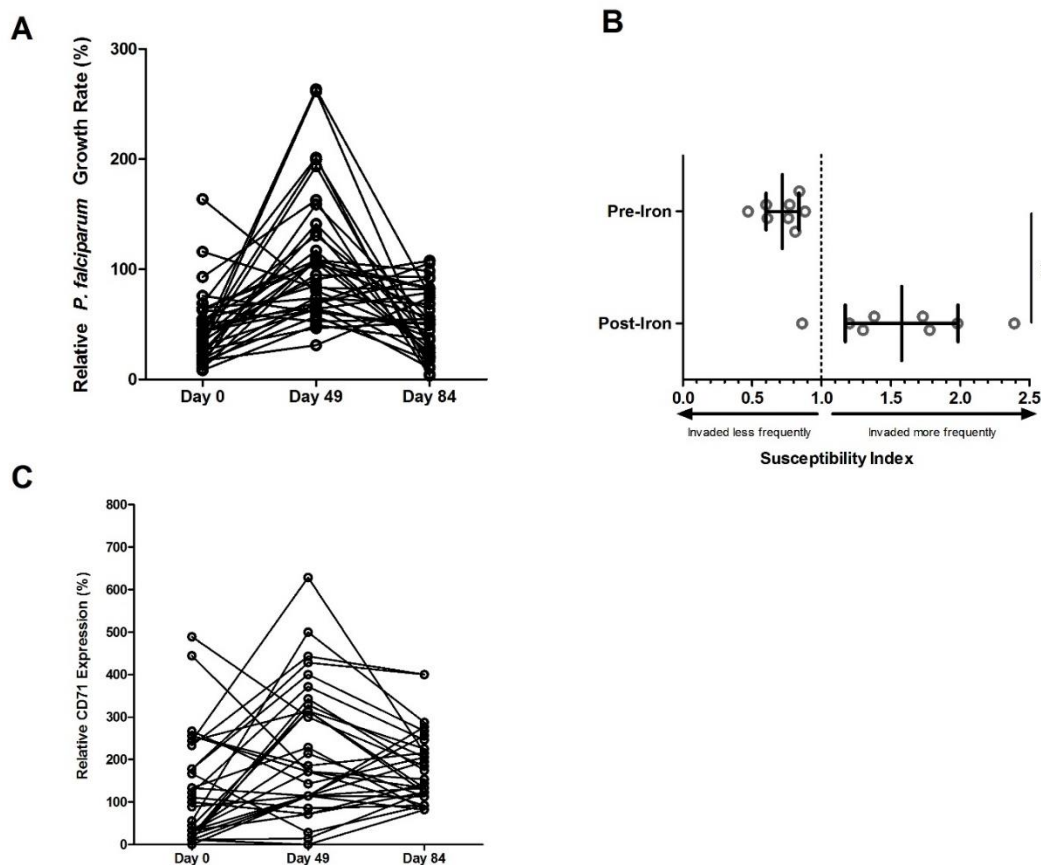 A
Relative P. falciparum Growth Rate (%)
300
200
100
0
Day 0 Day 49 Day 84
B
Pre-Iron
Post-Iron
0.0 0.5 1.0 1.5 2.0 2.5
Invaded less frequently Invaded more frequently
Susceptibility Index
C
Relative CD71 Expression (%)
800
700
600
500
400
300
200
100
0
Day 0 Day 49 Day 84